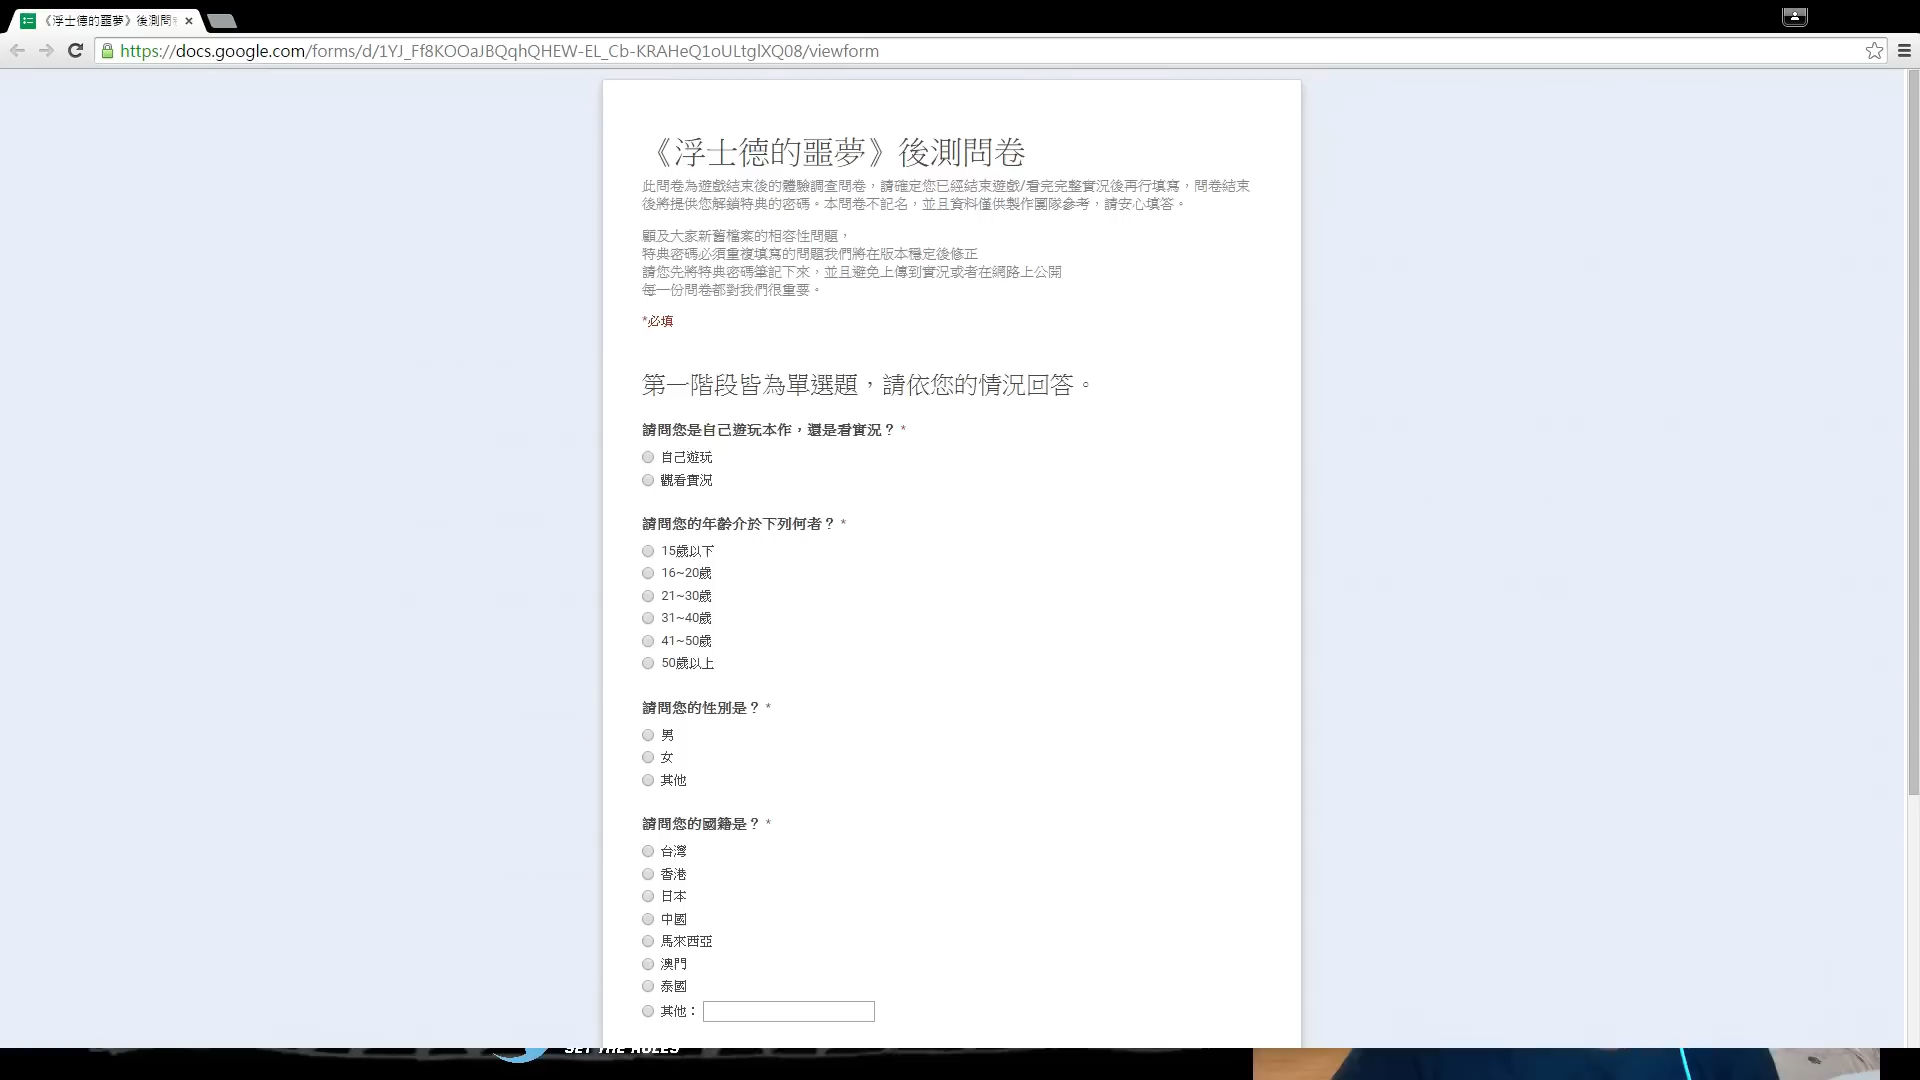 《浮士德的噩夢》後測問
https://docs.google.com/forms/d/1YJ_Ff8KOOaJBQqhQHEW-EL_Cb-KRAHeQ1oULtglXQ08/viewform
《浮士德的噩夢》後測問卷
此問卷為遊戲結束後的體驗調查問卷，請確定您已經結束遊戲/看完完整實況後再行填寫，問卷結束
後將提供您解鎖特典的密碼。本問卷不記名，並且資料僅供製作團隊參考，請安心填答。
顧及大家新舊檔案的相容性問題，
特典密碼必須重複填寫的問題我們將在版本穩定後修正
請您先將特典密碼筆記下來，並且避免上傳到實況或者在網路上公開
每一份問卷都對我們很重要。
*必填
第一階段皆為單選題，請依您的情況回答。
請問您是自己遊玩本作，還是看實況？ *
自己遊玩
觀看實況
請問您的年齡介於下列何者？ *
15歲以下
16~20歲
21~30歲
31~40歲
41~50歲
50歲以上
請問您的性別是？ *
男
女
其他
請問您的國籍是？ *
台灣
香港
日本
中國
馬來西亞
澳門
泰國
其他：
SET THE RULES